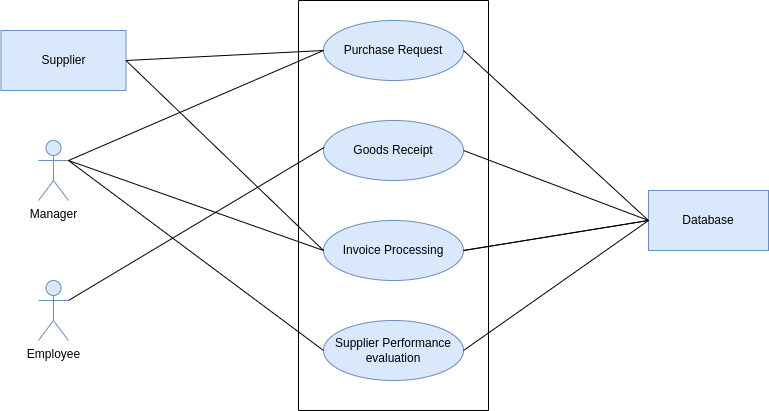 Supplier
Manager
Employee
Purchase Request
Goods Receipt
Invoice Processing
Supplier Performance
evaluation
Database